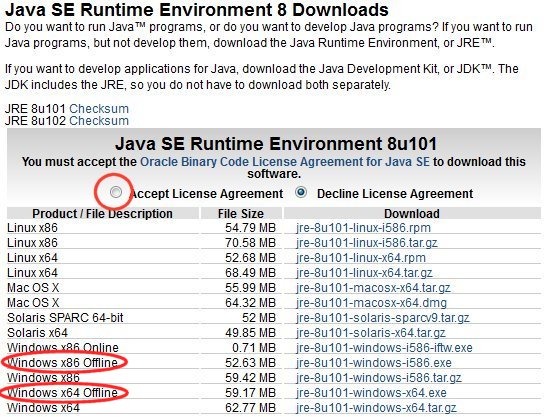 Java SE Runtime Environment 8 Downloads
Do you want to run Java™ programs, or do you want to develop Java programs? If you want to run
Java programs, but not develop them, download the Java Runtime Environment, or JRE™.
If you want to develop applications for Java, download the Java Development Kit, or JDK™. The
JDK includes the JRE, so you do not have to download both separately.
JRE 8u101 Checksum
JRE 8u102 Checksum
Java SE Runtime Environment 8u101
You must accept the Oracle Binary Code License Agreement for Java SE to download this
software.
Accept License Agreement Decline License Agreement
Product / File Description File Size Download
Linux x86 54.79 MB jre-8u101-linux-i586.rpm
Linux x86 70.58 MB jre-8u101-linux-i586.tar.gz
Linux x64 52.68 MB jre-8u101-linux-x64.rpm
Linux x64 68.49 MB jre-8u101-linux-x64.tar.gz
Mac OS X 55.99 MB jre-8u101-macosx-x64.tar.gz
Mac OS X 64.32 MB jre-8u101-macosx-x64.dmg
Solaris SPARC 64-bit 52 MB jre-8u101-solaris-sparcv9.tar.gz
Solaris x64 49.85 MB jre-8u101-solaris-x64.tar.gz
Windows x86 Online 0.71 MB jre-8u101-windows-i586-iftw.exe
Windows x86 Offline 52.63 MB jre-8u101-windows-i586.exe
Windows x86 59.42 MB jre-8u101-windows-i586.tar.gz
Windows x64 Offline 59.17 MB jre-8u101-windows-x64.exe
Windows x64 62.77 MB jre-8u101-windows-x64.tar.gz